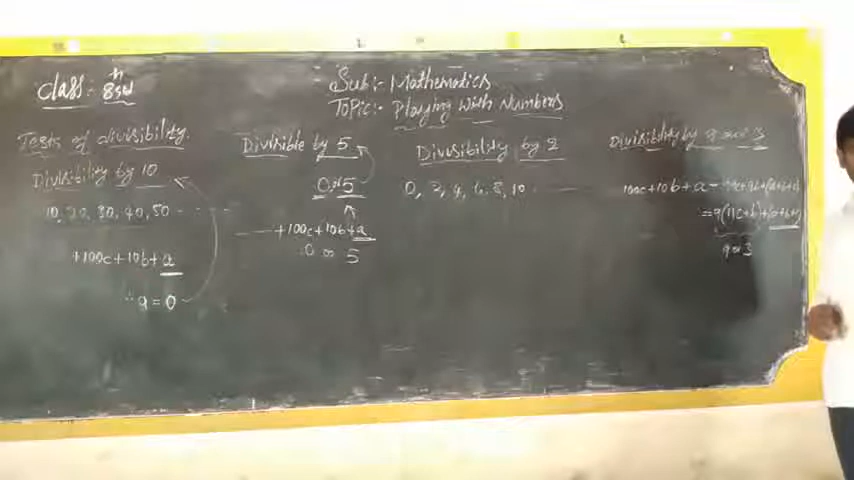 Class :- 8th std
Sub:- Mathematics
Topic:- Playing with Numbers
Tests of divisibility.
Divisibility by 10
10, 20, 30, 40, 50 - - - - -
+100c+10b+a
∴ a = 0
Divisible by 5
0 or 5
+100c+10b+a
0 or 5
Divisibility by 2
0, 2, 4, 6, 8, 10
Divisibility by 9 and 3
100c+10b+a =
= 9(11c+b)+
9 or 3